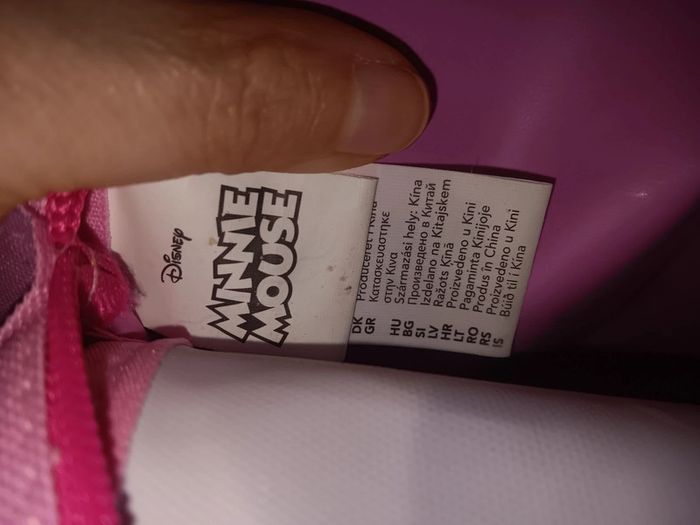 Disney
MINNIE
MOUSE
DK Produceret i Kina
GR Κατασκευαστηκε
στην Κινα
HU Származási hely: Kína
BG Произведено в Китай
SI Izdelano na Kitajskem
LV Ražots Ķīnā
HR Proizvedeno u Kini
LT Pagaminta Kinijoje
RO Produs în China
RS Proizvedeno u Kini
IS Búið til í Kína